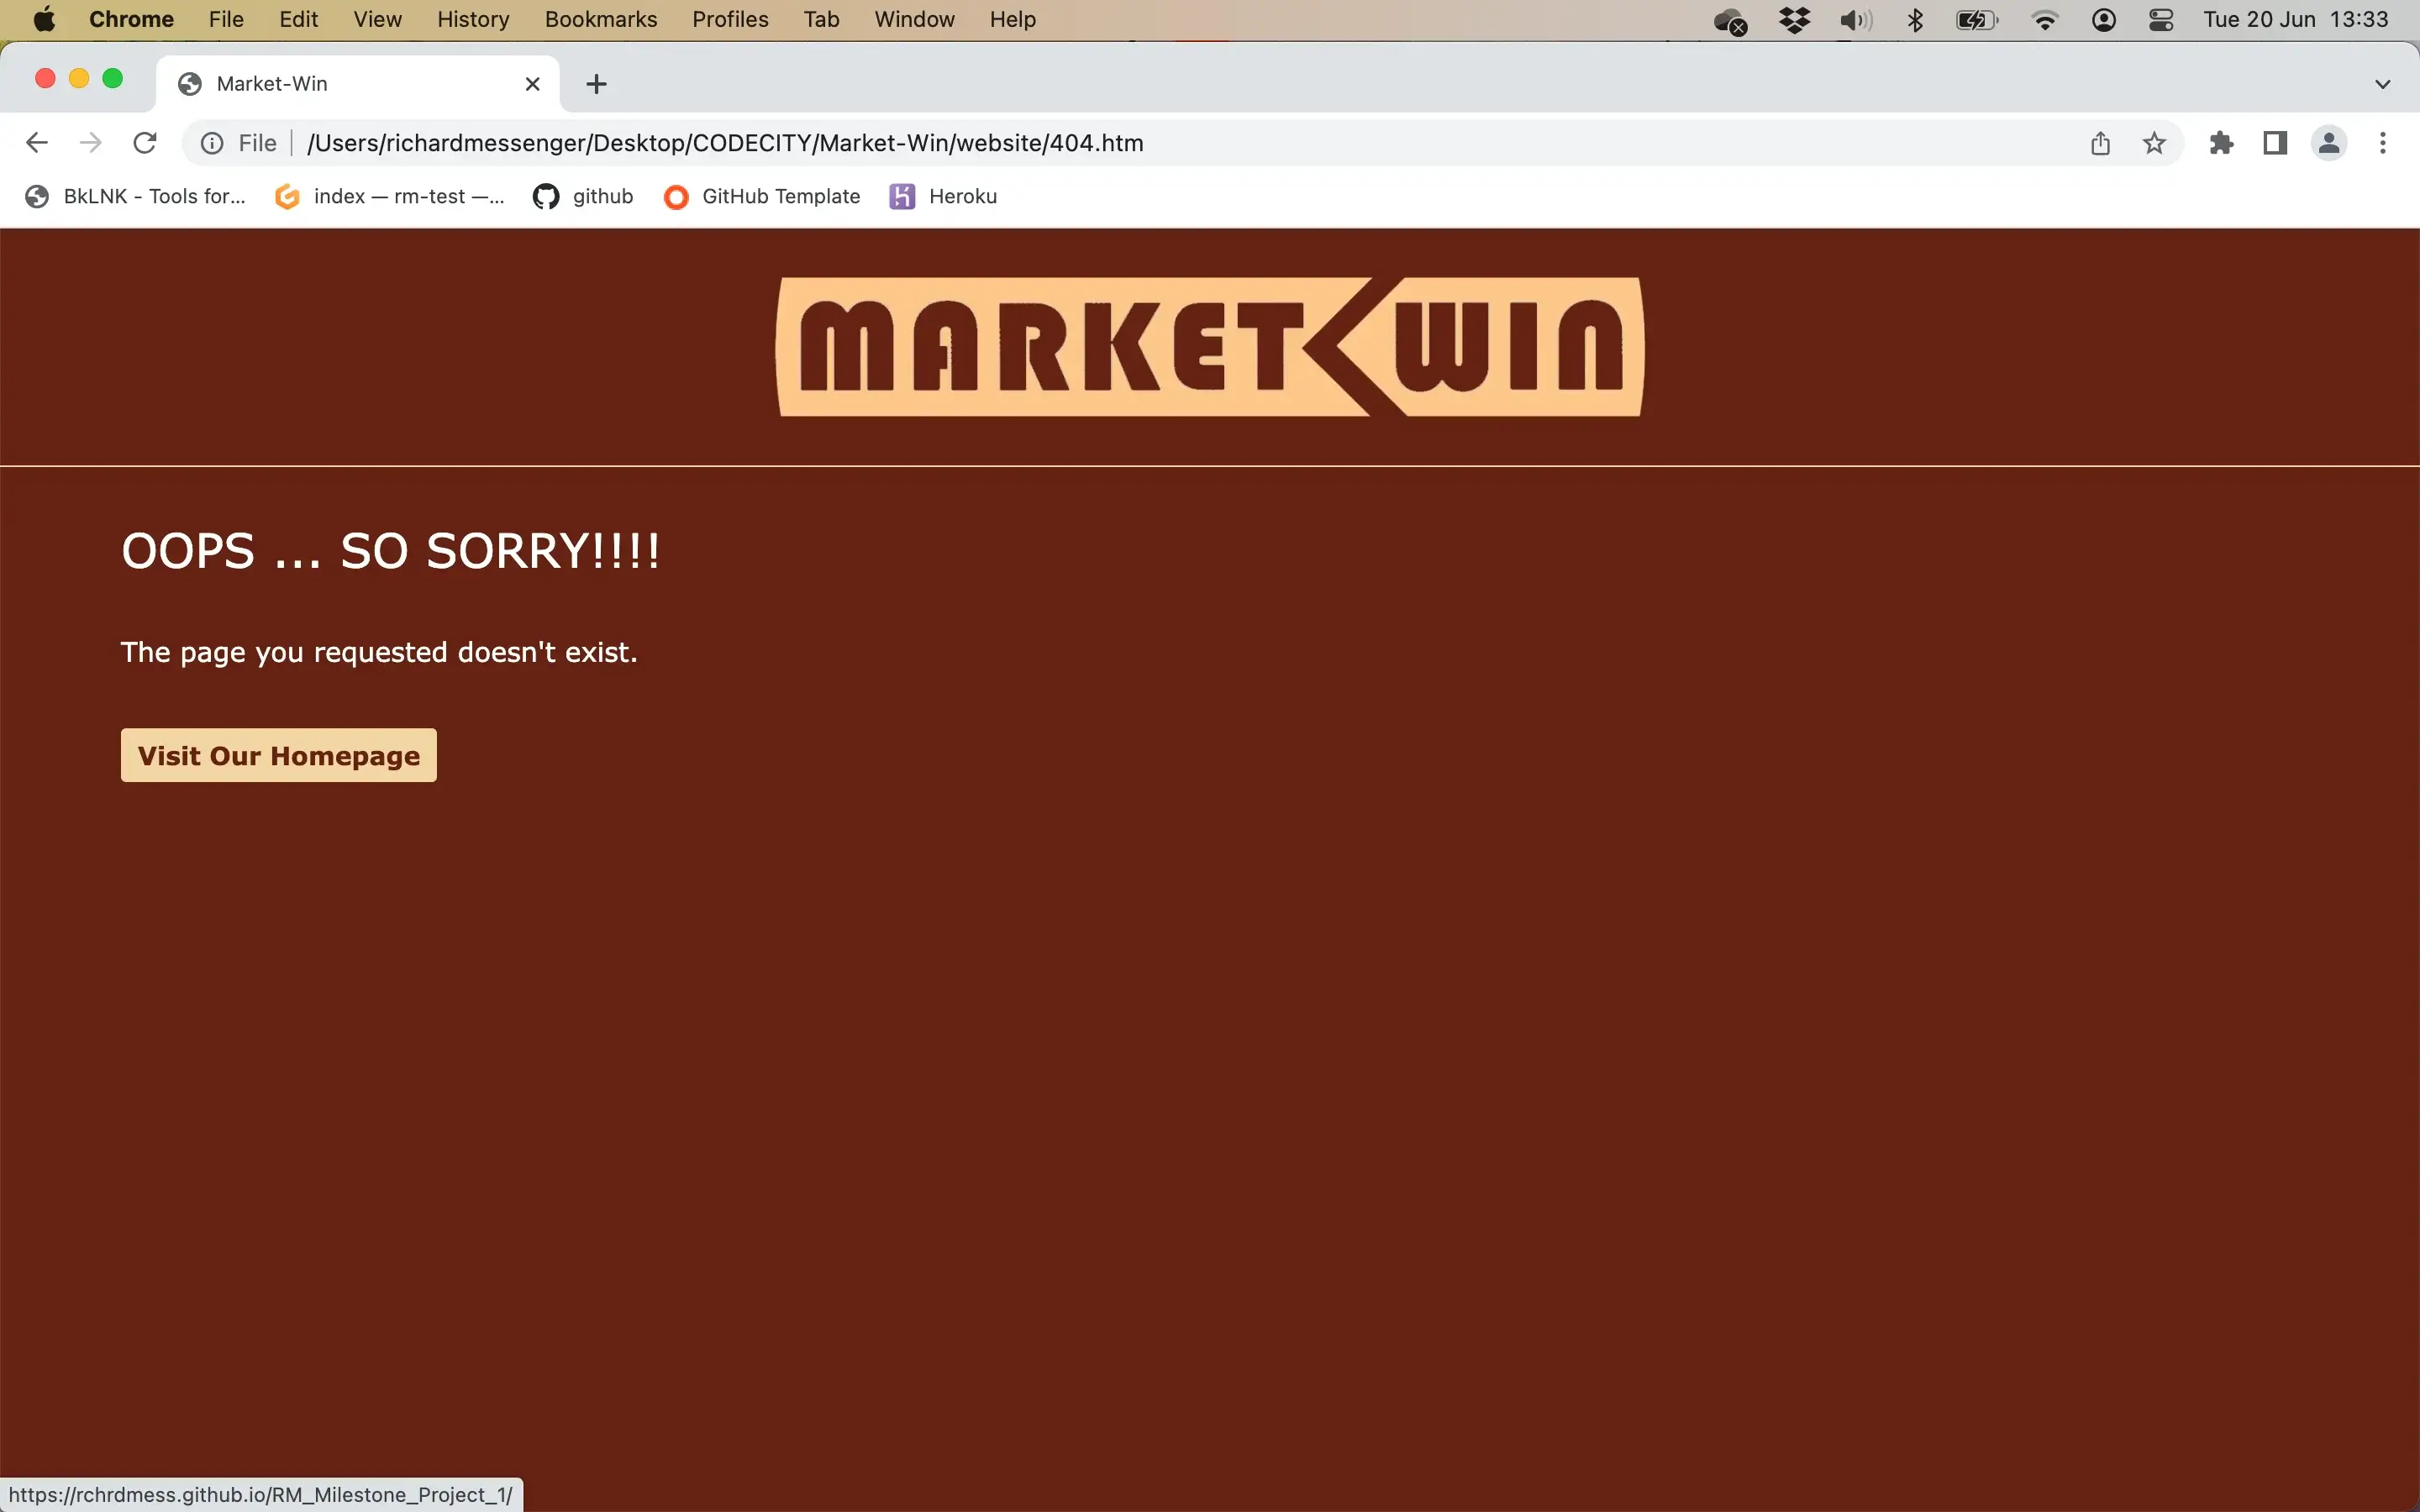 Chrome File Edit View History Bookmarks Profiles Tab Window Help Tue 20 Jun 13:33
Market-Win
File /Users/richardmessenger/Desktop/CODECITY/Market-Win/website/404.htm
BkLNK - Tools for... index — rm-test —... github GitHub Template Heroku
MARKET WIN
OOPS ... SO SORRY!!!!
The page you requested doesn't exist.
Visit Our Homepage
https://rchrdmess.github.io/RM_Milestone_Project_1/